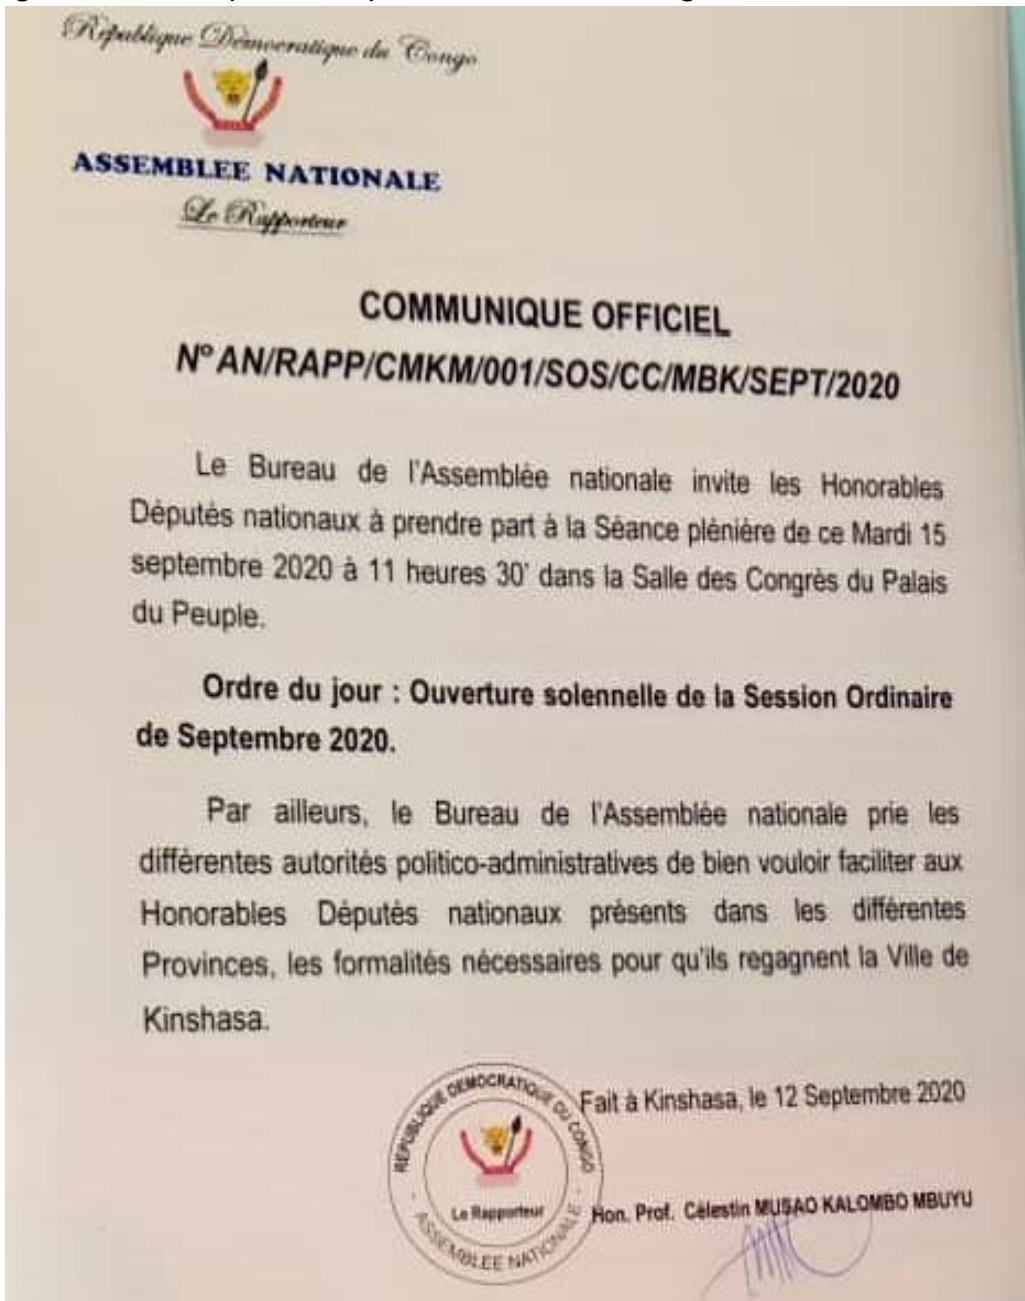 République Démocratique du Congo
ASSEMBLEE NATIONALE
Le Rapporteur
COMMUNIQUE OFFICIEL
N° AN/RAPP/CMKM/001/SOS/CC/MBK/SEPT/2020
Le Bureau de l'Assemblée nationale invite les Honorables
Députés nationaux à prendre part à la Séance plénière de ce Mardi 15
septembre 2020 à 11 heures 30' dans la Salle des Congrès du Palais
du Peuple.
Ordre du jour : Ouverture solennelle de la Session Ordinaire
de Septembre 2020.
Par ailleurs, le Bureau de l'Assemblée nationale prie les
différentes autorités politico-administratives de bien vouloir faciliter aux
Honorables Députés nationaux présents dans les différentes
Provinces, les formalités nécessaires pour qu'ils regagnent la Ville de
Kinshasa.
Fait à Kinshasa, le 12 Septembre 2020
REPUBLIQUE DEMOCRATIQUE DU CONGO
Le Rapporteur
- ASSEMBLEE NATIONALE -
Hon. Prof. Célestin MUSAO KALOMBO MBUYU